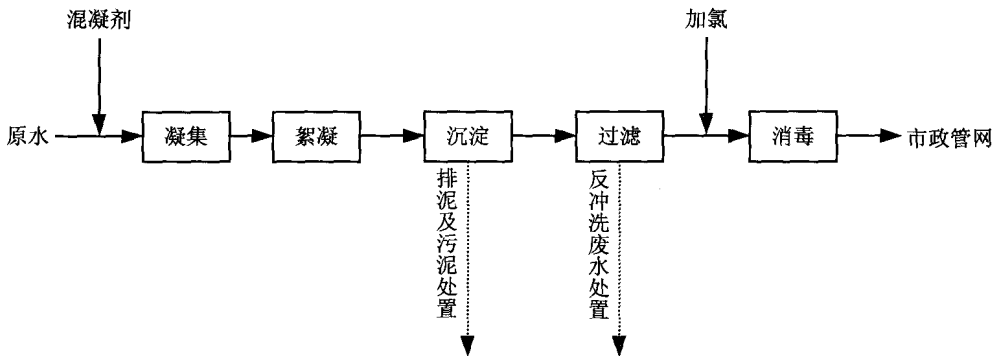 混凝剂
加氯
原水
凝集
絮凝
沉淀
过滤
消毒
市政管网
排泥及污泥处置
反冲洗废水处置